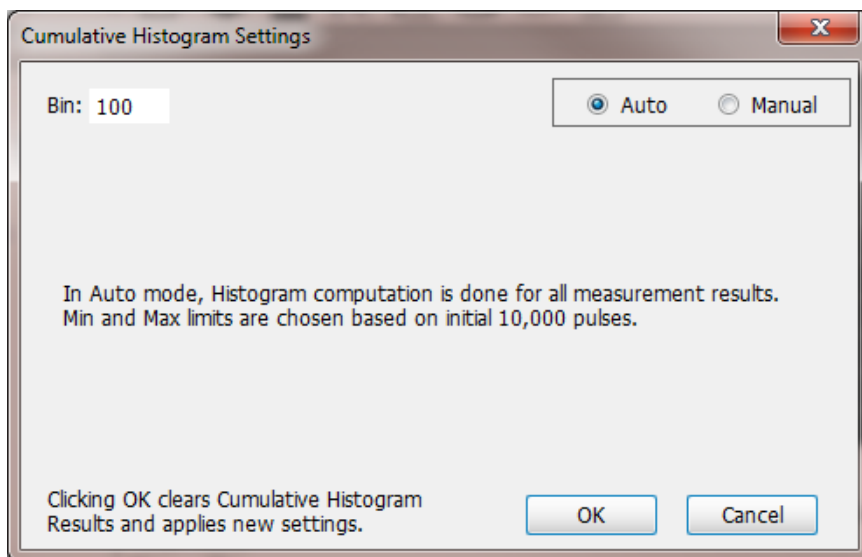 Cumulative Histogram Settings
x
Bin: 100
Auto
Manual
In Auto mode, Histogram computation is done for all measurement results.
Min and Max limits are chosen based on initial 10,000 pulses.
Clicking OK clears Cumulative Histogram
Results and applies new settings.
OK
Cancel